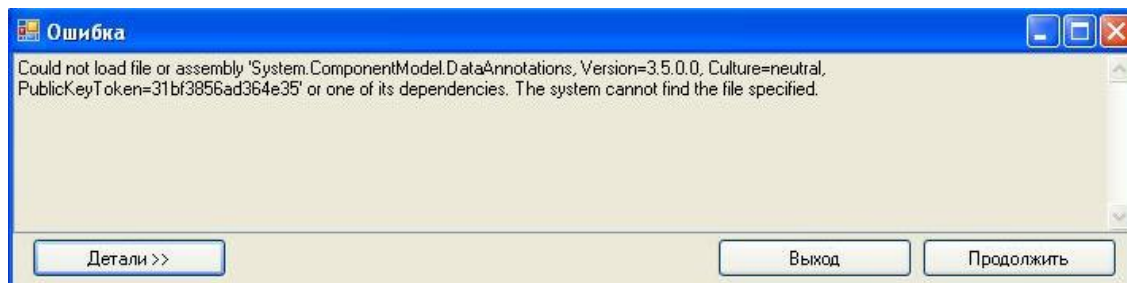 Ошибка
Could not load file or assembly 'System.ComponentModel.DataAnnotations, Version=3.5.0.0, Culture=neutral,
PublicKeyToken=31bf3856ad364e35' or one of its dependencies. The system cannot find the file specified.
Детали >>
Выход
Продолжить